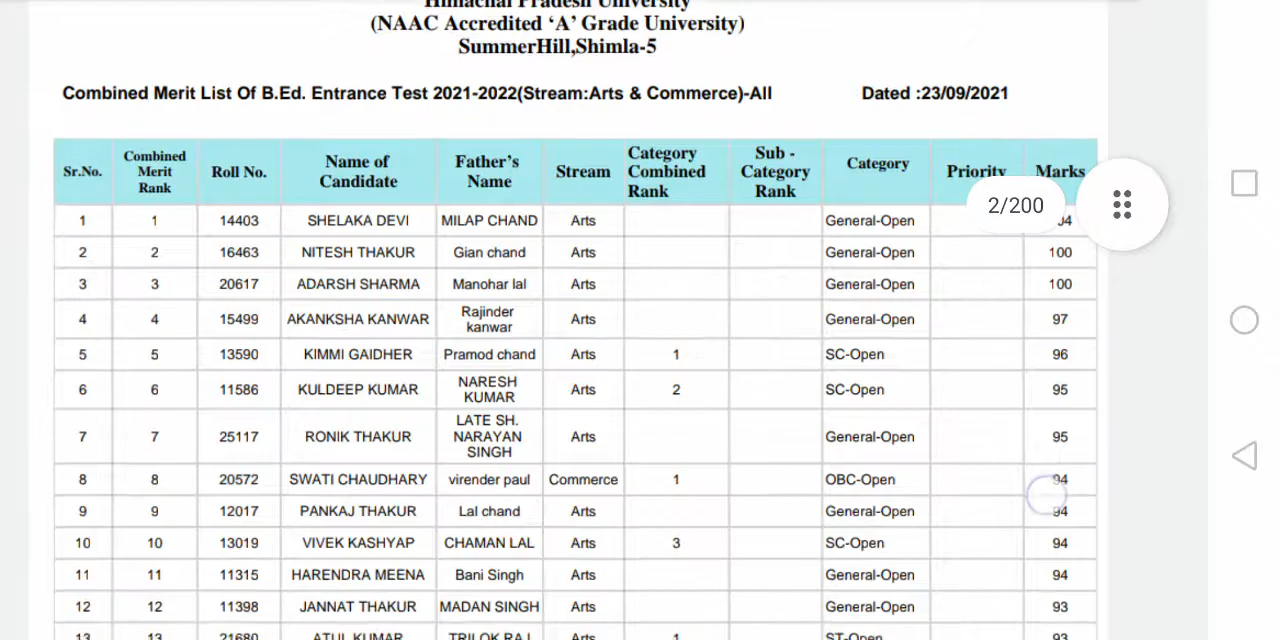 Himachal Pradesh University
(NAAC Accredited ‘A’ Grade University)
SummerHill,Shimla-5
Combined Merit List Of B.Ed. Entrance Test 2021-2022(Stream:Arts & Commerce)-All Dated :23/09/2021
Sr.No. Combined Merit Rank Roll No. Name of Candidate Father’s Name Stream Category Combined Rank Sub - Category Rank Category Priority Marks
2/200
1 1 14403 SHELAKA DEVI MILAP CHAND Arts General-Open
2 2 16463 NITESH THAKUR Gian chand Arts General-Open 100
3 3 20617 ADARSH SHARMA Manohar lal Arts General-Open 100
4 4 15499 AKANKSHA KANWAR Rajinder kanwar Arts General-Open 97
5 5 13590 KIMMI GAIDHER Pramod chand Arts 1 SC-Open 96
6 6 11586 KULDEEP KUMAR NARESH KUMAR Arts 2 SC-Open 95
7 7 25117 RONIK THAKUR LATE SH. NARAYAN SINGH Arts General-Open 95
8 8 20572 SWATI CHAUDHARY virender paul Commerce 1 OBC-Open 94
9 9 12017 PANKAJ THAKUR Lal chand Arts General-Open 94
10 10 13019 VIVEK KASHYAP CHAMAN LAL Arts 3 SC-Open 94
11 11 11315 HARENDRA MEENA Bani Singh Arts General-Open 94
12 12 11398 JANNAT THAKUR MADAN SINGH Arts General-Open 93
13 13 21680 ATUL KUMAR TRILOK RAJ Arts 1 ST-Open 93